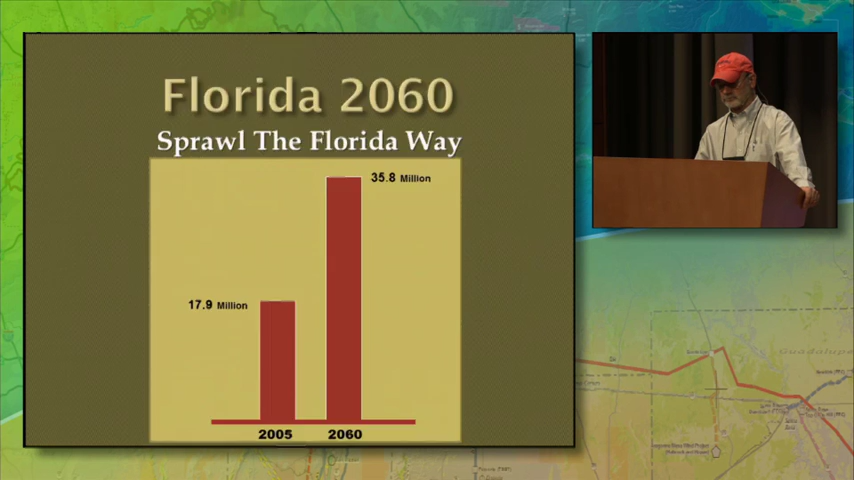 Florida 2060
Sprawl The Florida Way
35.8 Million
17.9 Million
2005 2060